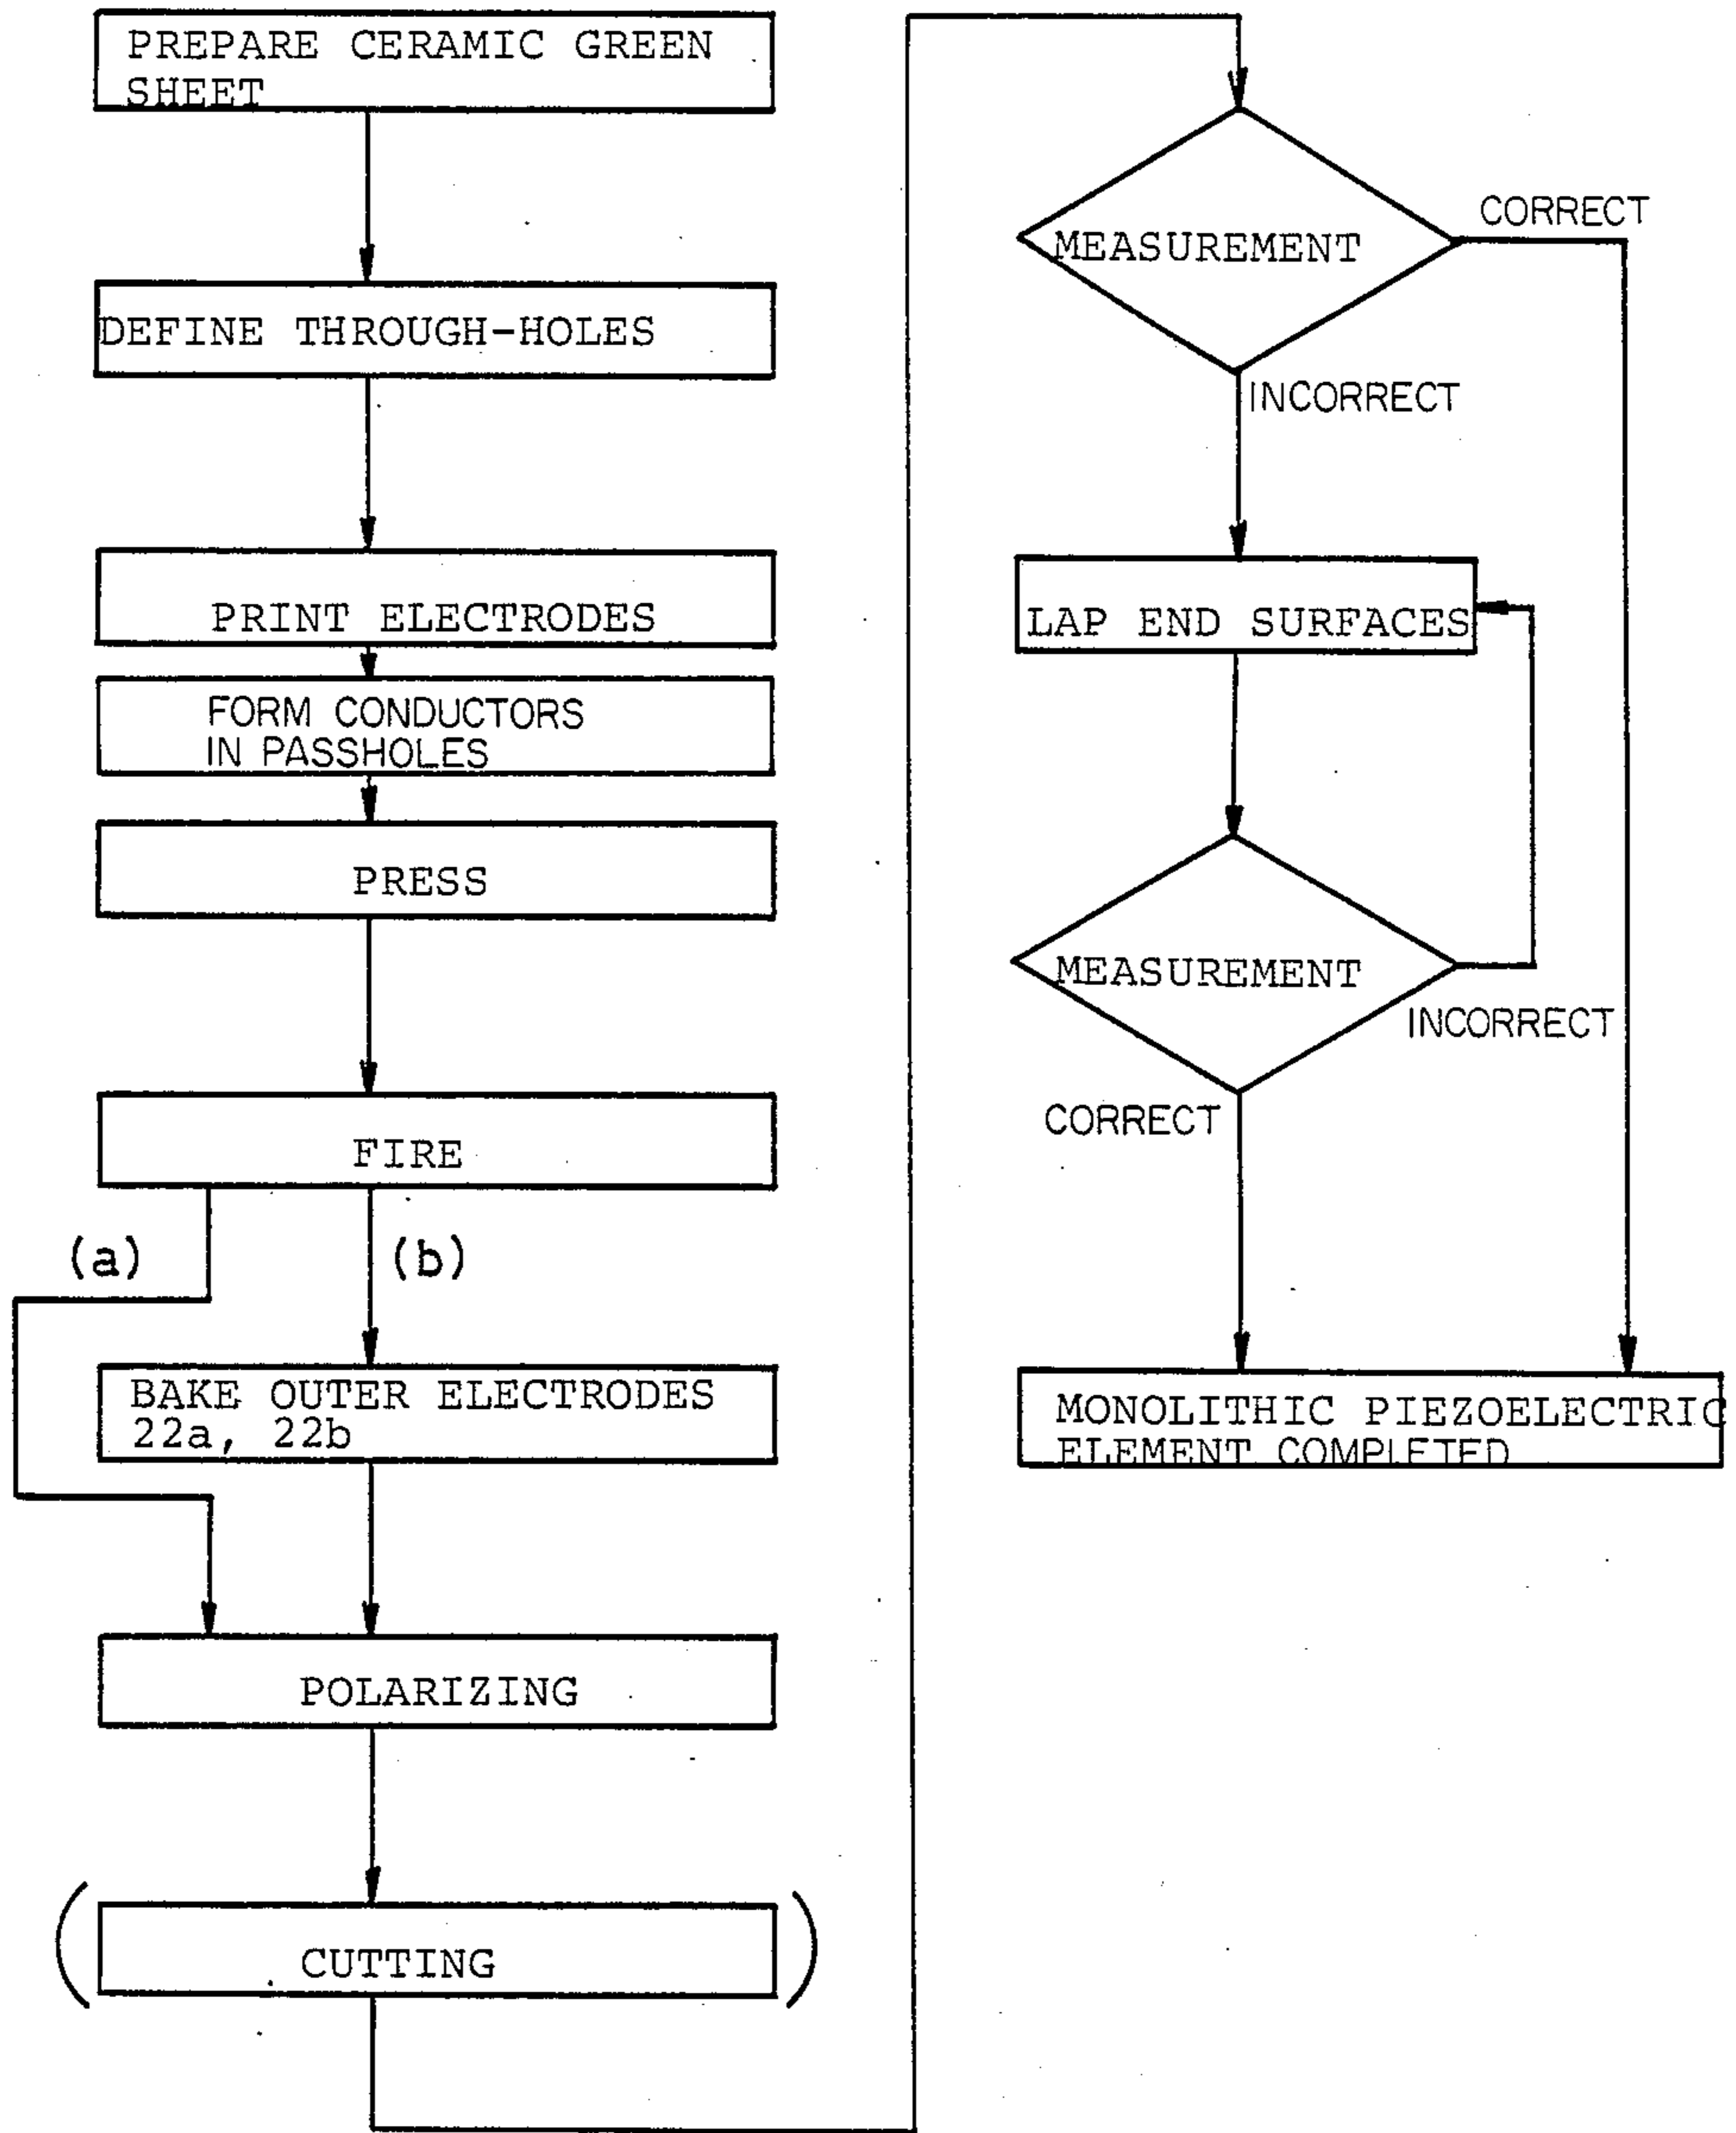 PREPARE CERAMIC GREEN
SHEET
DEFINE THROUGH-HOLES
PRINT ELECTRODES
FORM CONDUCTORS
IN PASSHOLES
PRESS
FIRE
(a)
(b)
BAKE OUTER ELECTRODES
22a, 22b
POLARIZING
(CUTTING)
MEASUREMENT
CORRECT
INCORRECT
LAP END SURFACES
MEASUREMENT
INCORRECT
CORRECT
MONOLITHIC PIEZOELECTRIC
ELEMENT COMPLETED